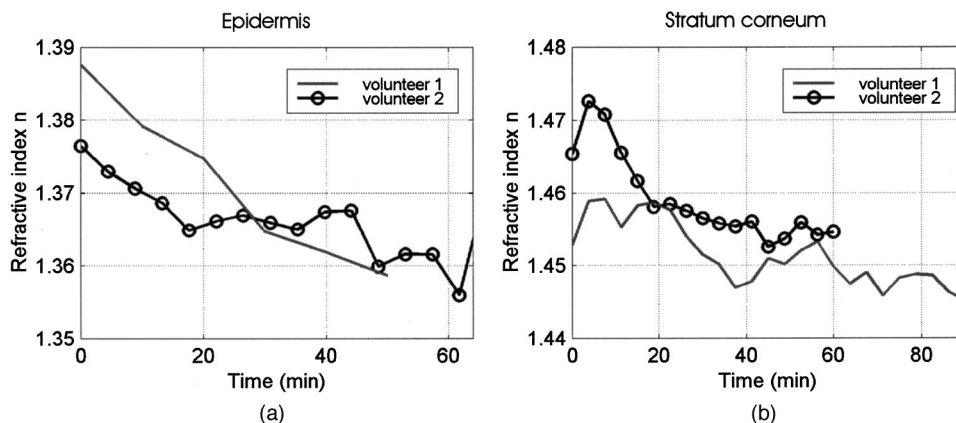 Epidermis
1.39
1.38
1.37
1.36
1.35
Refractive index n
volunteer 1
volunteer 2
0
20
40
60
Time (min)
(a)
Stratum corneum
1.48
1.47
1.46
1.45
1.44
Refractive index n
volunteer 1
volunteer 2
0
20
40
60
80
Time (min)
(b)